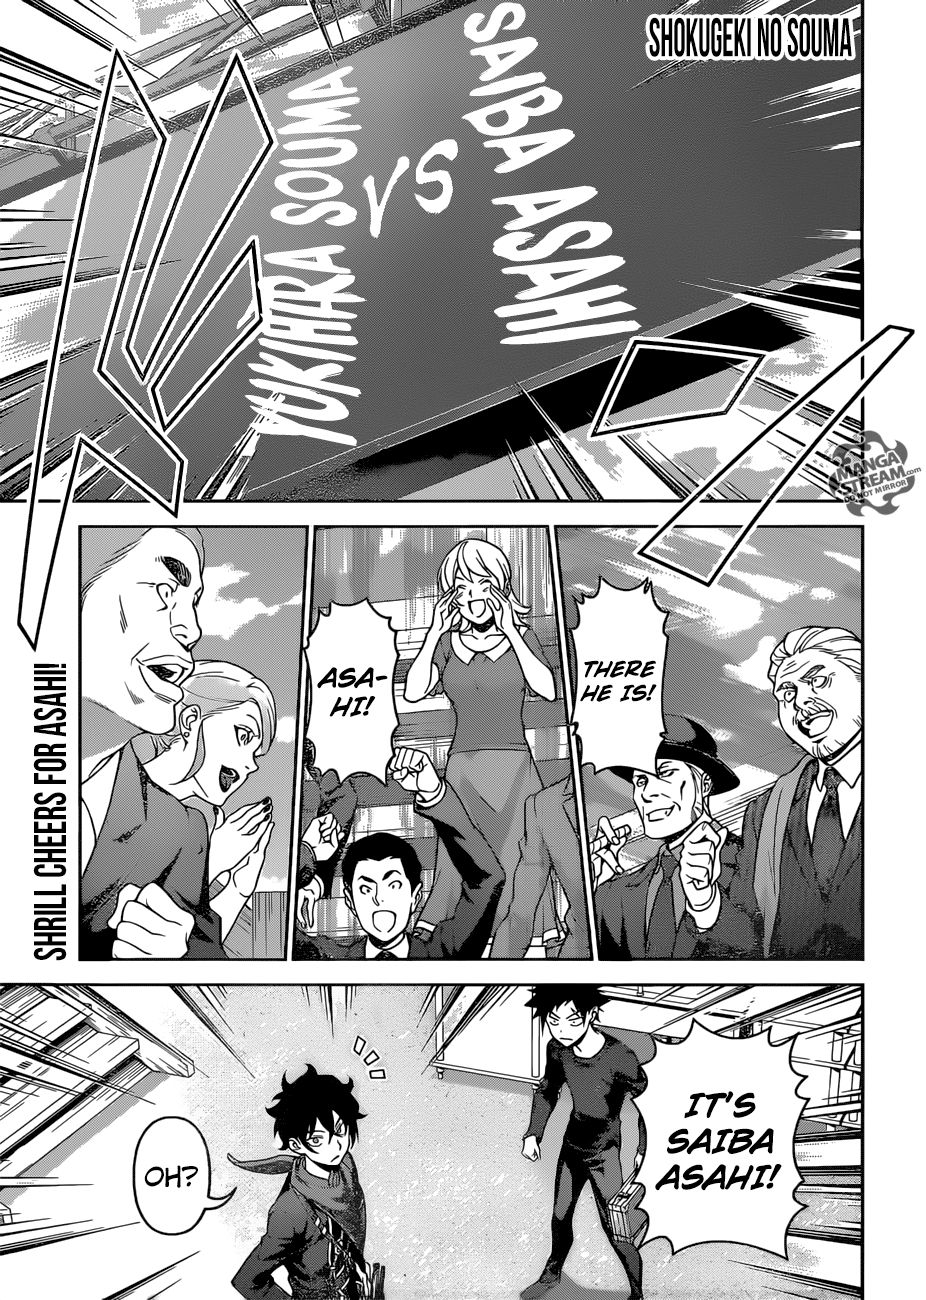 SHOKUGEKI NO SOUMA
SAIBA ASAHI
VS
YUKIHRA SOUMA
MANGA
STREAM.com
DO NOT MIRROR
THERE
HE IS!
ASA-
HI!
SHRILL CHEERS FOR ASAHI!
IT'S
SAIBA
ASAHI!
OH?